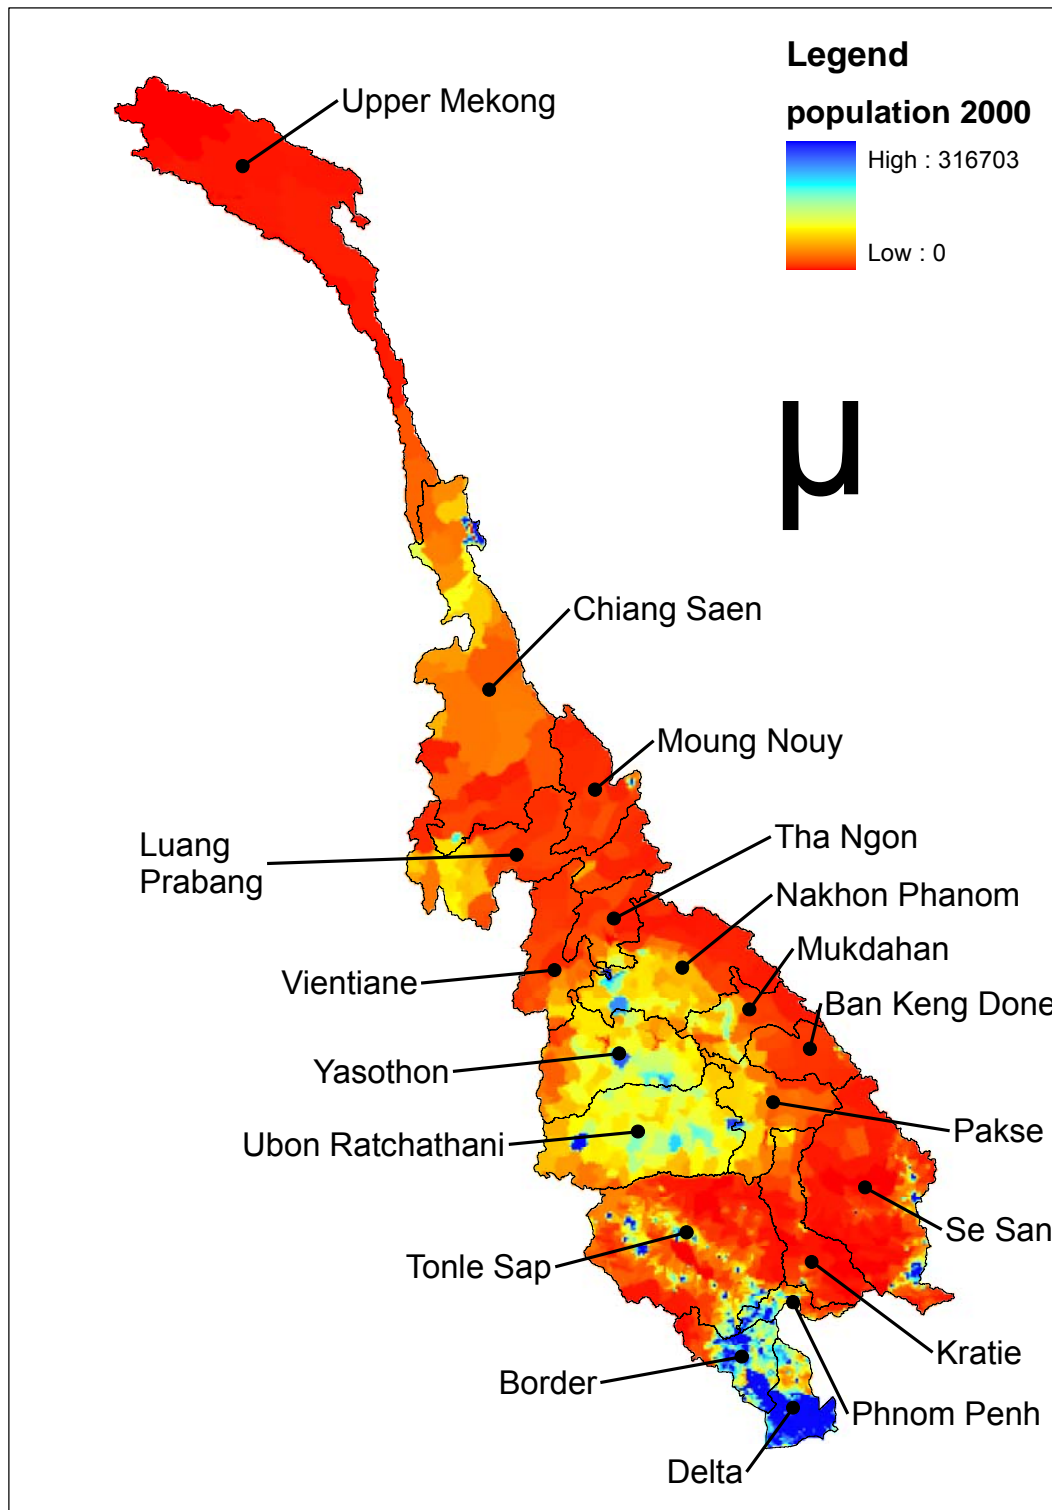 Legend
population 2000
High : 316703
Low : 0
Upper Mekong
µ
Chiang Saen
Moung Nouy
Tha Ngon
Luang
Prabang
Nakhon Phanom
Mukdahan
Vientiane
Ban Keng Done
Yasothon
Pakse
Ubon Ratchathani
Se San
Tonle Sap
Kratie
Border
Phnom Penh
Delta